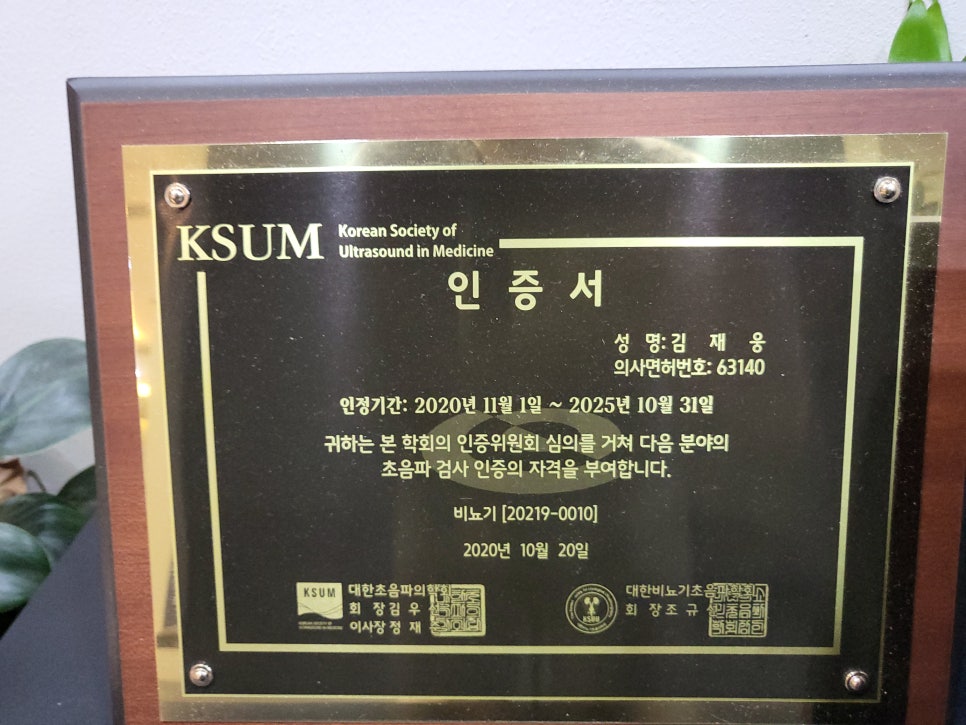 KSUM
Korean Society of
Ultrasound in Medicine
인 증 서
성 명: 김 재 웅
의사면허번호: 63140
인정기간: 2020년 11월 1일 ~ 2025년 10월 31일
귀하는 본 학회의 인증위원회 심의를 거쳐 다음 분야의
초음파 검사 인증의 자격을 부여합니다.
비뇨기 [20219-0010]
2020년 10월 20일
KSUM
대한초음파의학회
회 장 김 우
이사장 정 재
KSUU
대한비뇨기초음파학회
회 장 조 규